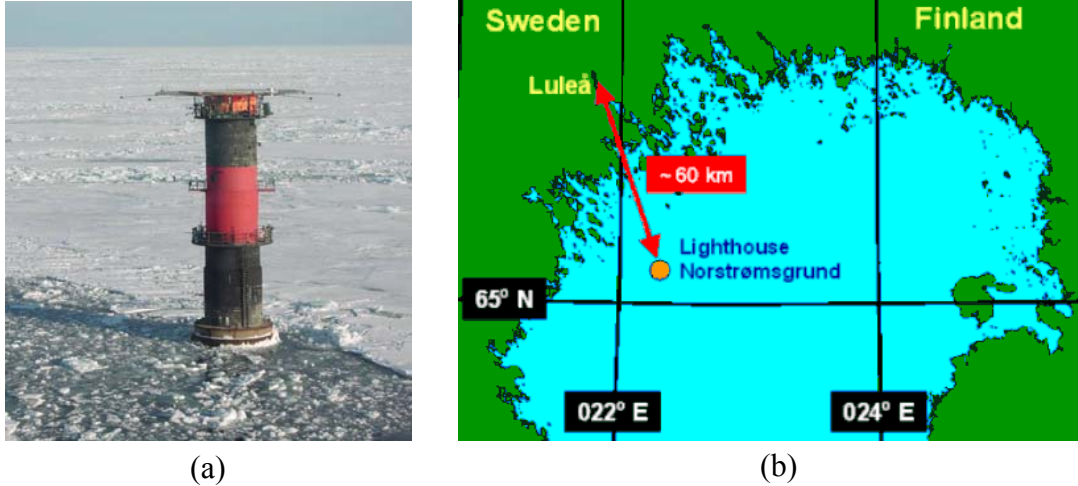 Sweden
Finland
Luleå
~ 60 km
Lighthouse
Norstrømsgrund
65° N
022° E
024° E
(a)
(b)